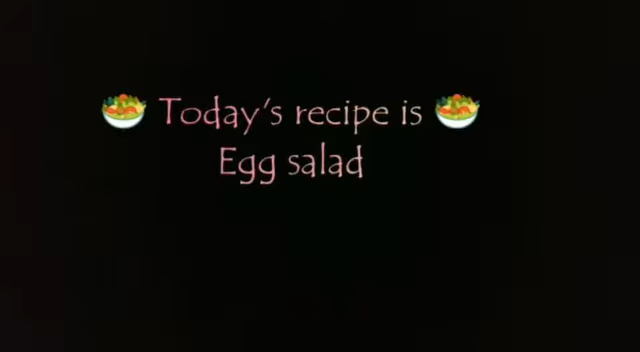 🥗 Today's recipe is 🥗
Egg salad